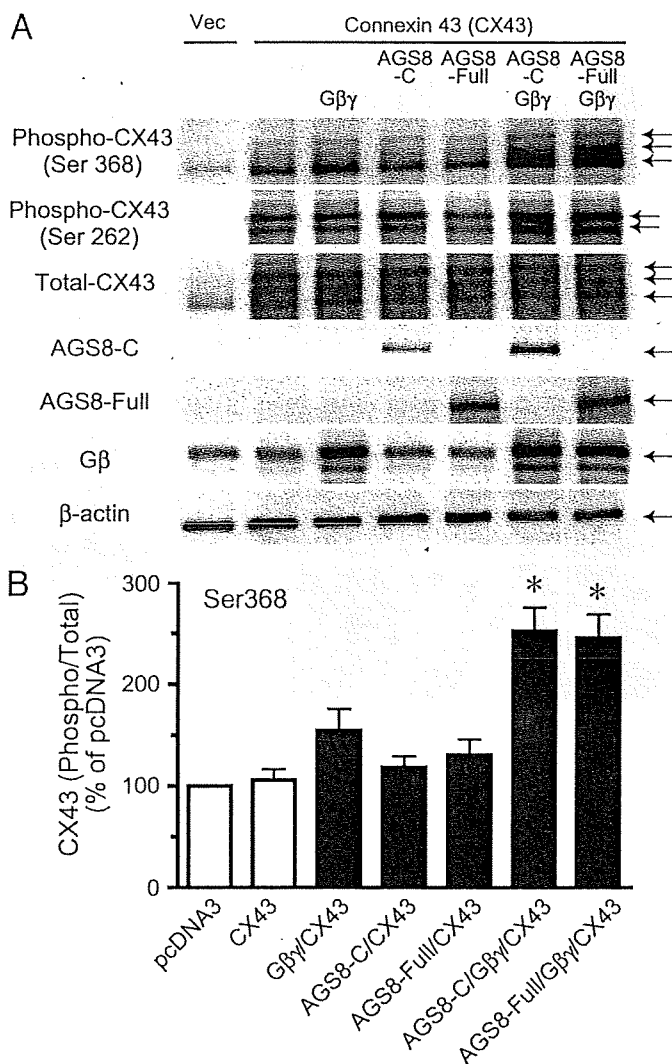 A
Vec
Connexin 43 (CX43)
Gβγ
AGS8
-C
AGS8
-Full
AGS8
-C
Gβγ
AGS8
-Full
Gβγ
Phospho-CX43
(Ser 368)
Phospho-CX43
(Ser 262)
Total-CX43
AGS8-C
AGS8-Full
Gβ
β-actin
B
Ser368
CX43 (Phospho/Total)
(% of pcDNA3)
300
200
100
0
*
*
pcDNA3
CX43
Gβγ/CX43
AGS8-C/CX43
AGS8-Full/CX43
AGS8-C/Gβγ/CX43
AGS8-Full/Gβγ/CX43